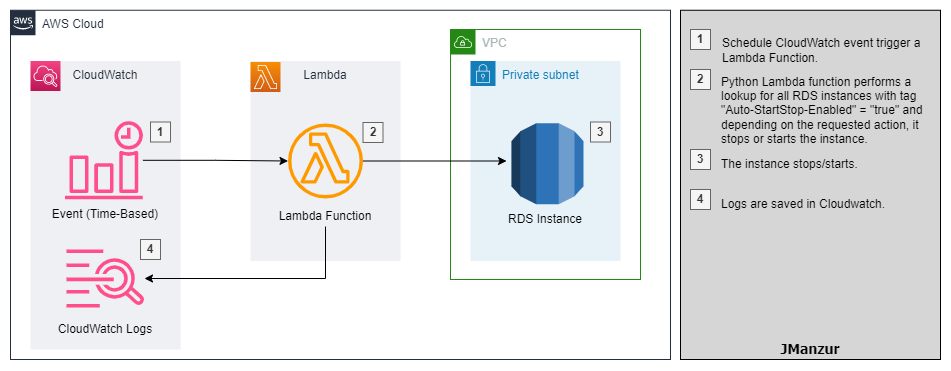 aws
AWS Cloud
CloudWatch
1
Event (Time-Based)
4
CloudWatch Logs
Lambda
2
Lambda Function
VPC
Private subnet
3
RDS Instance
1
Schedule CloudWatch event trigger a
Lambda Function.
2
Python Lambda function performs a
lookup for all RDS instances with tag
"Auto-StartStop-Enabled" = "true" and
depending on the requested action, it
stops or starts the instance.
3
The instance stops/starts.
4
Logs are saved in Cloudwatch.
JManzur